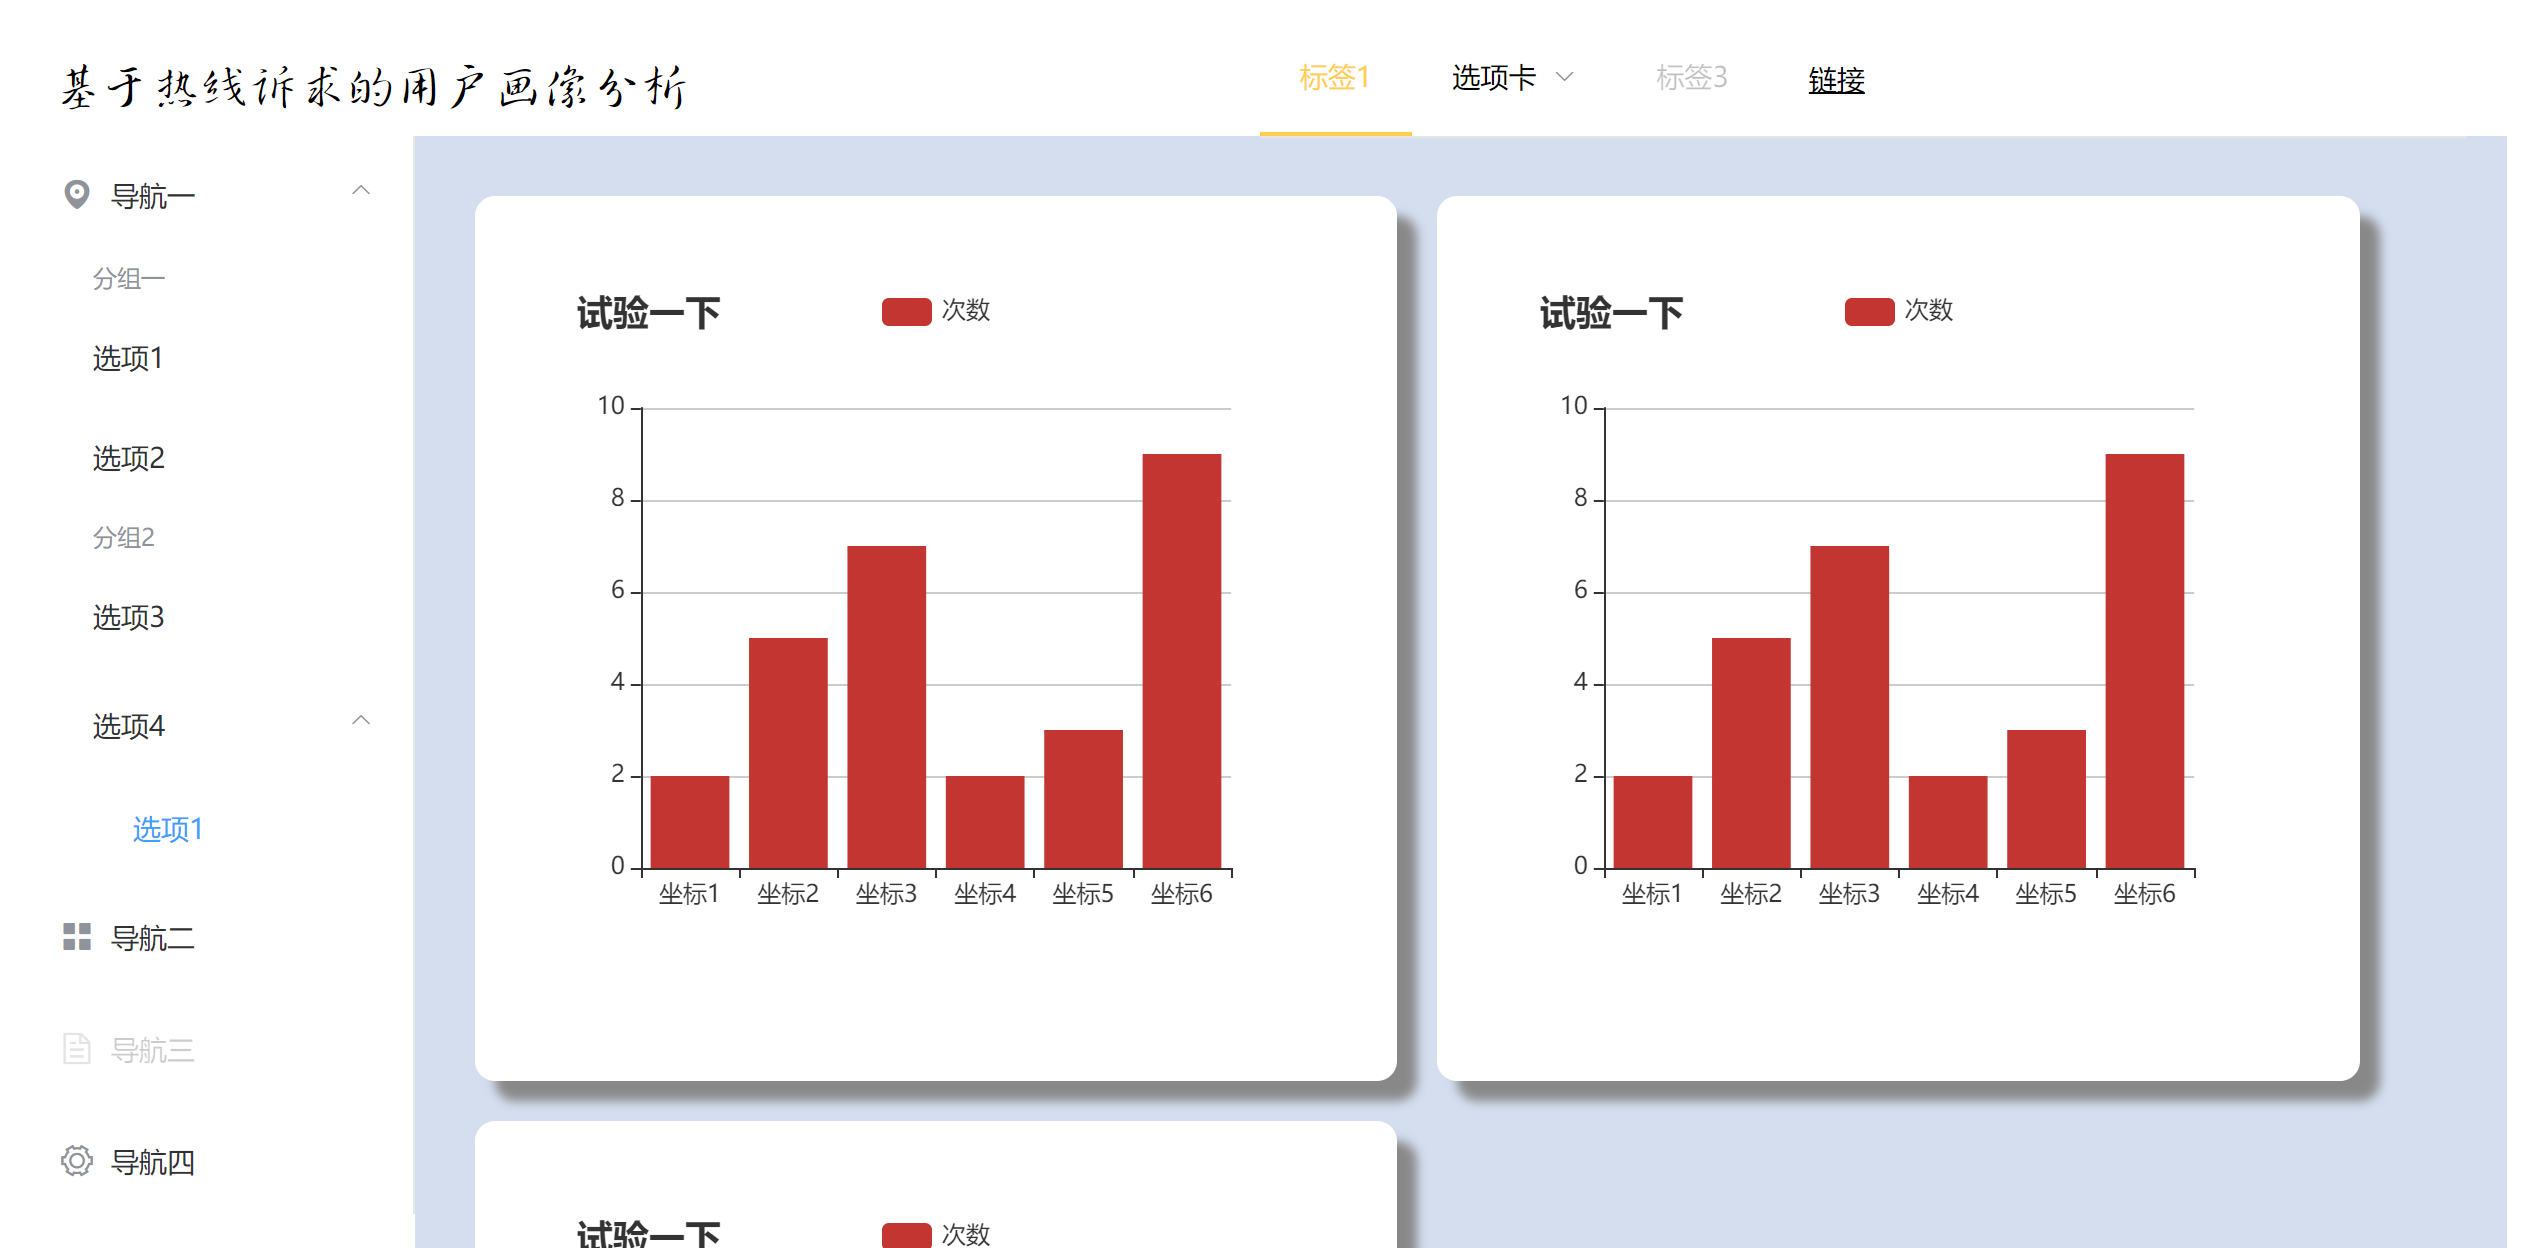 基于热线诉求的用户画像分析
标签1 选项卡 标签3 链接
导航一
分组一
选项1
选项2
分组2
选项3
选项4
选项1
导航二
导航三
导航四
试验一下 次数
10
8
6
4
2
0
坐标1 坐标2 坐标3 坐标4 坐标5 坐标6
试验一下 次数
10
8
6
4
2
0
坐标1 坐标2 坐标3 坐标4 坐标5 坐标6
试验一下 次数